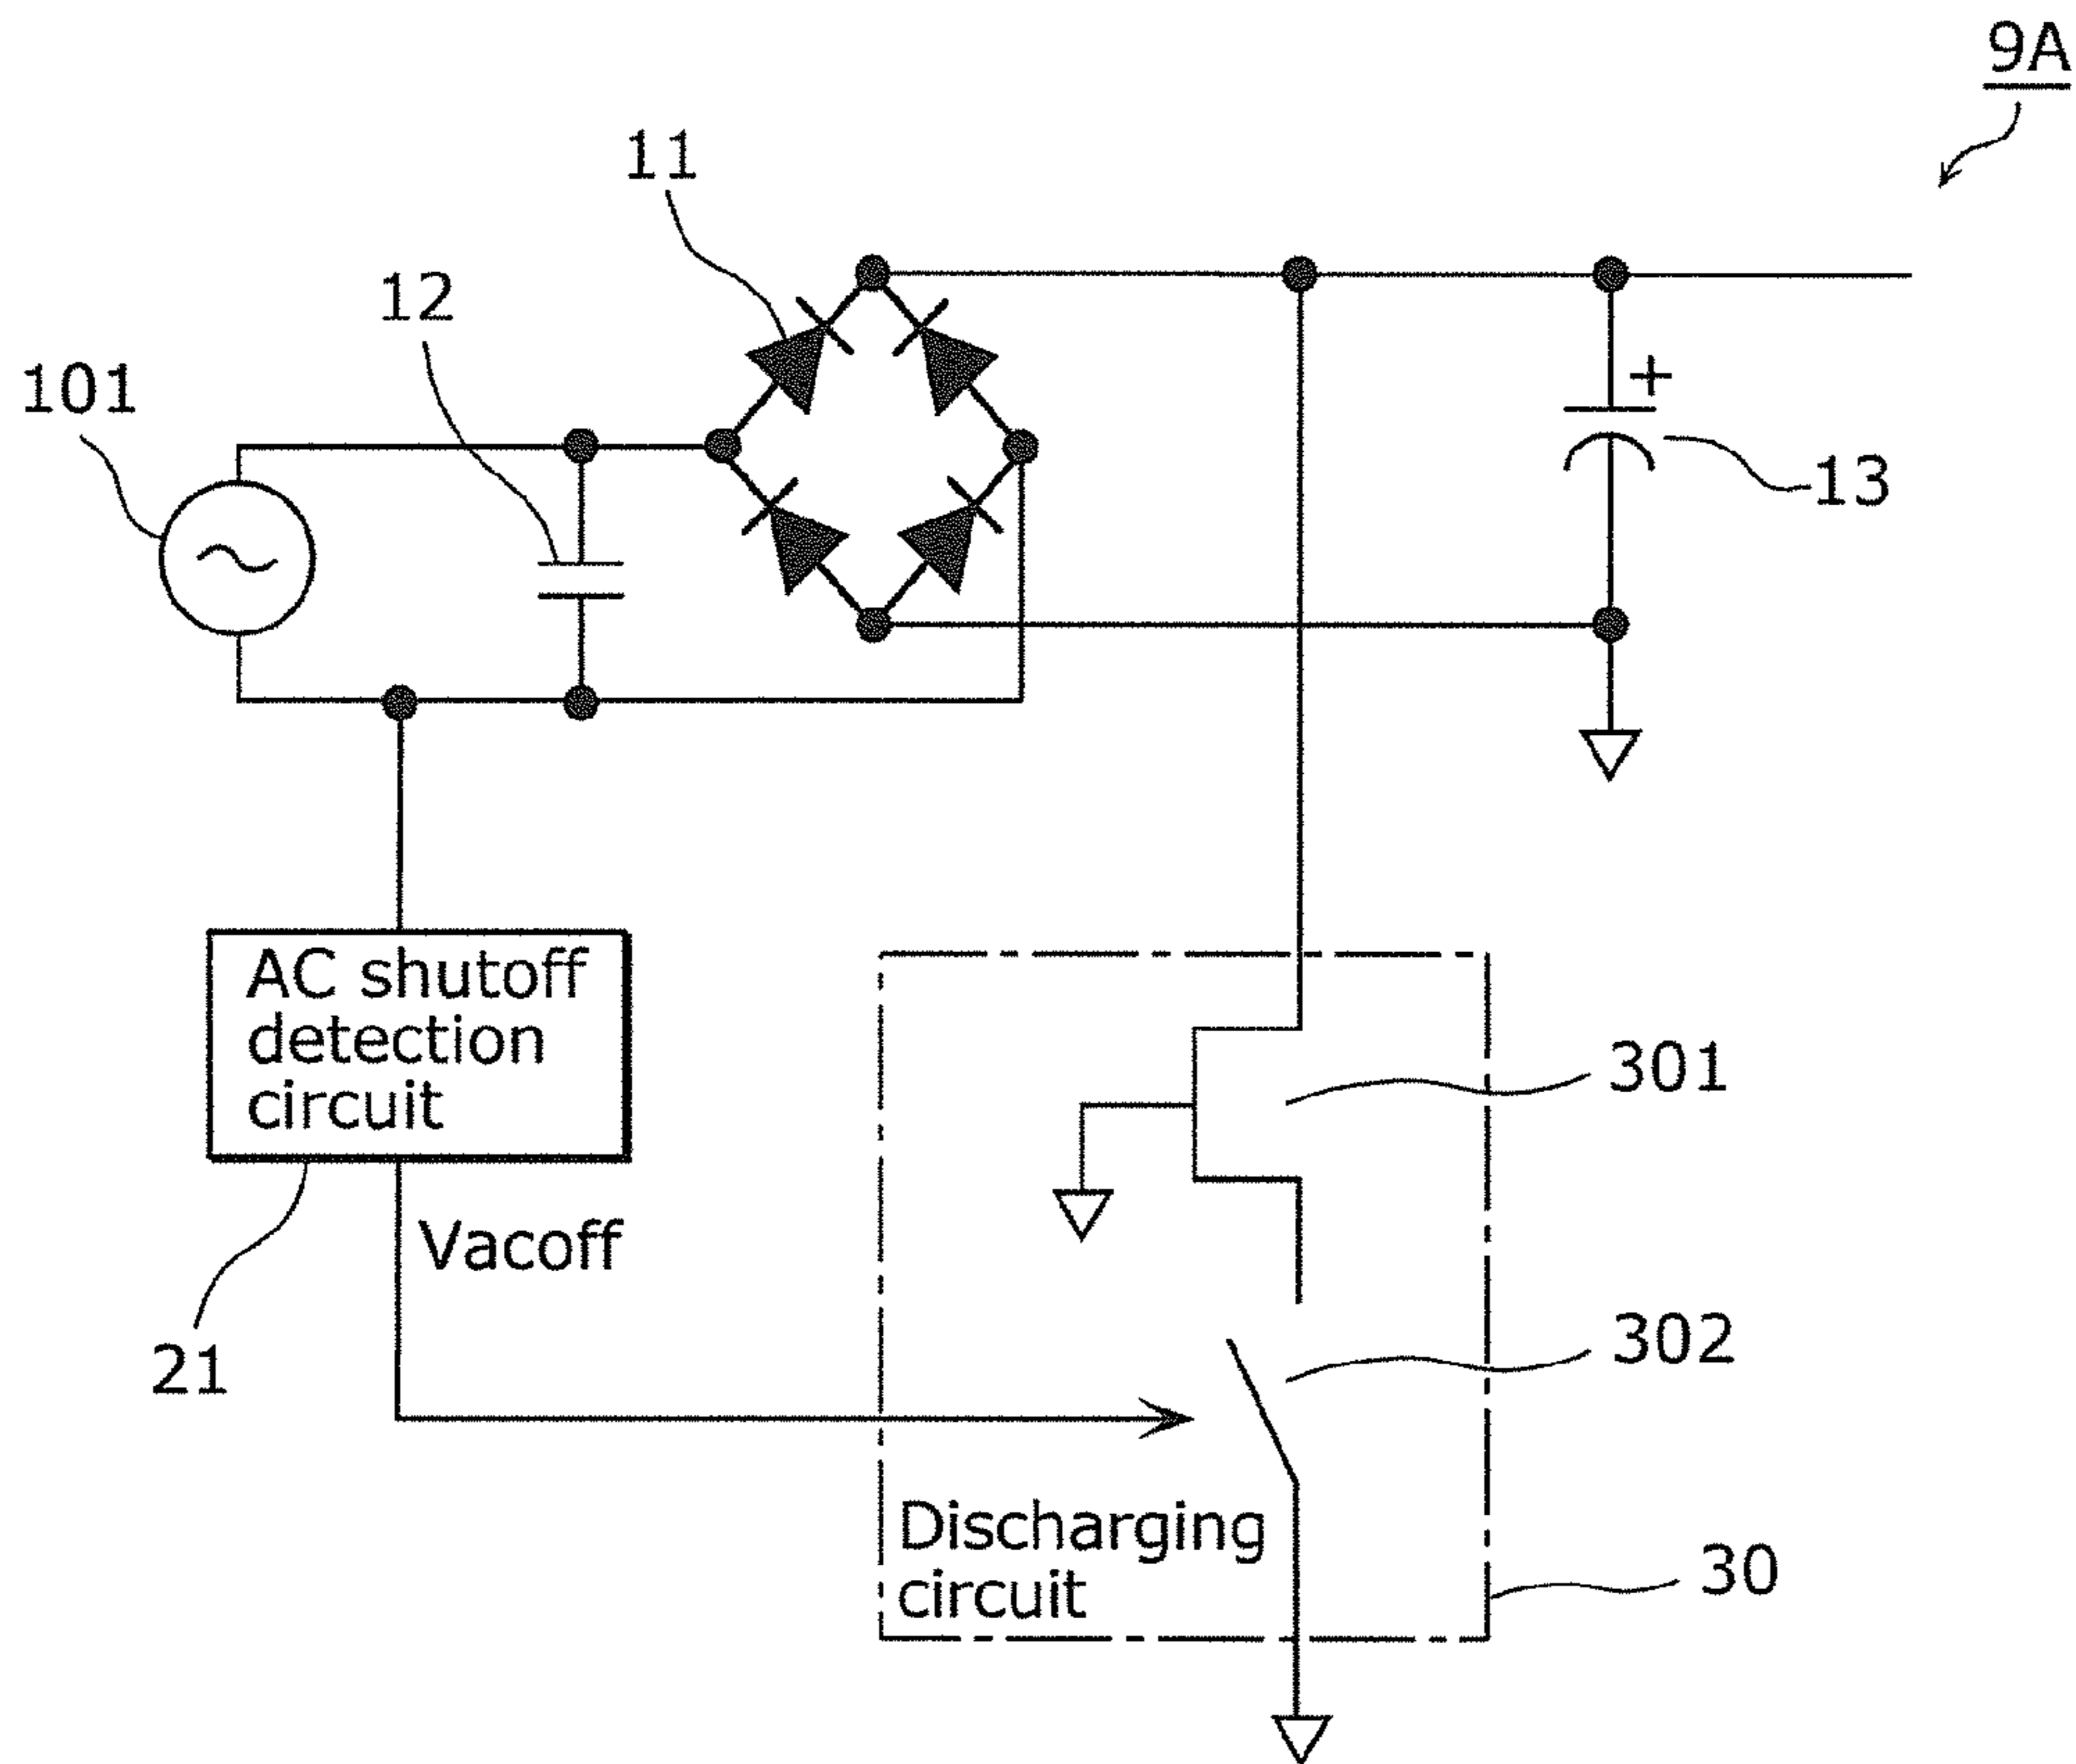 9A
11
12
101
+
13
AC shutoff
detection
circuit
301
Vacoff
302
21
Discharging
circuit
30